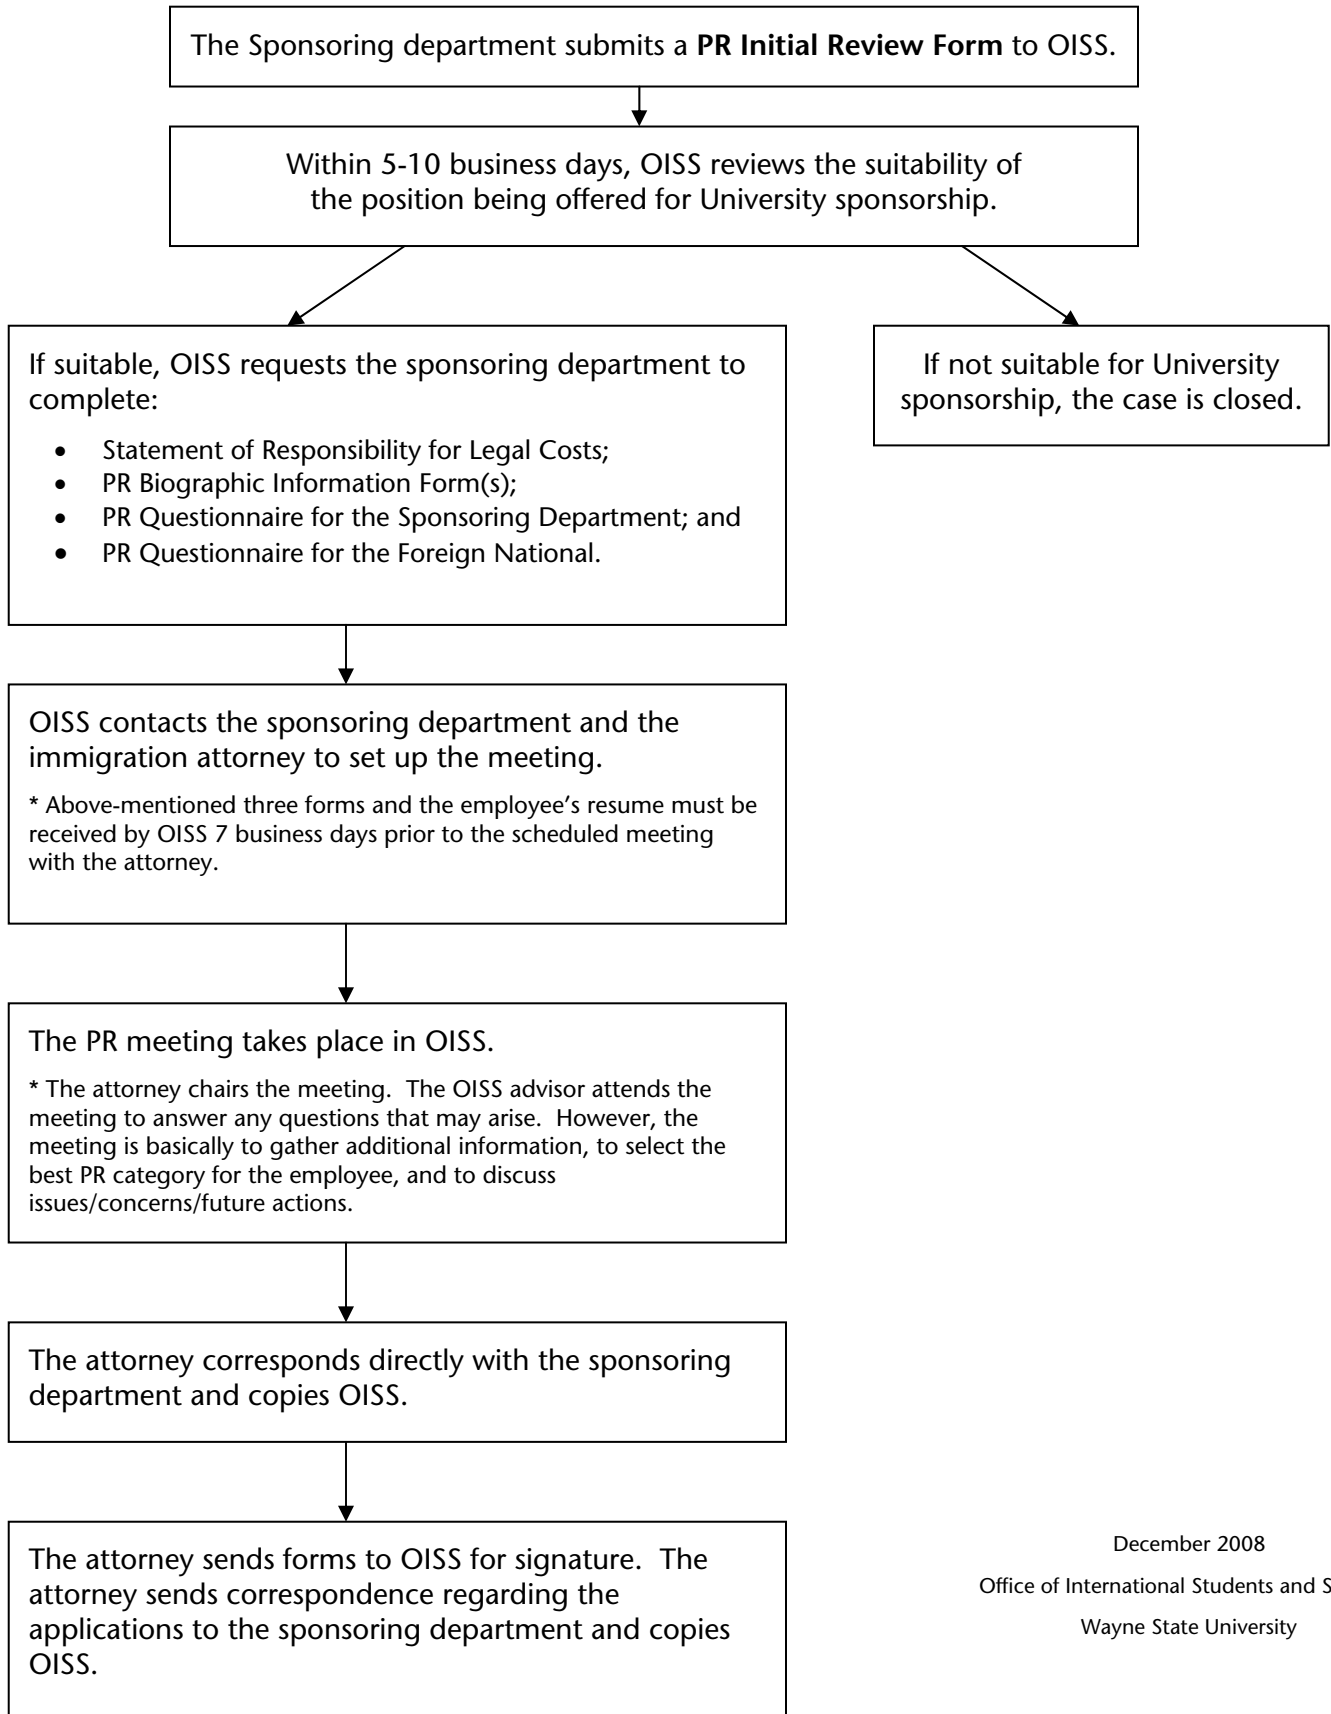 The Sponsoring department submits a PR Initial Review Form to OISS.
Within 5-10 business days, OISS reviews the suitability of
the position being offered for University sponsorship.
If suitable, OISS requests the sponsoring department to
complete:
• Statement of Responsibility for Legal Costs;
• PR Biographic Information Form(s);
• PR Questionnaire for the Sponsoring Department; and
• PR Questionnaire for the Foreign National.
If not suitable for University
sponsorship, the case is closed.
OISS contacts the sponsoring department and the
immigration attorney to set up the meeting.
* Above-mentioned three forms and the employee’s resume must be
received by OISS 7 business days prior to the scheduled meeting
with the attorney.
The PR meeting takes place in OISS.
* The attorney chairs the meeting.  The OISS advisor attends the
meeting to answer any questions that may arise.  However, the
meeting is basically to gather additional information, to select the
best PR category for the employee, and to discuss
issues/concerns/future actions.
The attorney corresponds directly with the sponsoring
department and copies OISS.
The attorney sends forms to OISS for signature.  The
attorney sends correspondence regarding the
applications to the sponsoring department and copies
OISS.
December 2008
Office of International Students and
Wayne State University